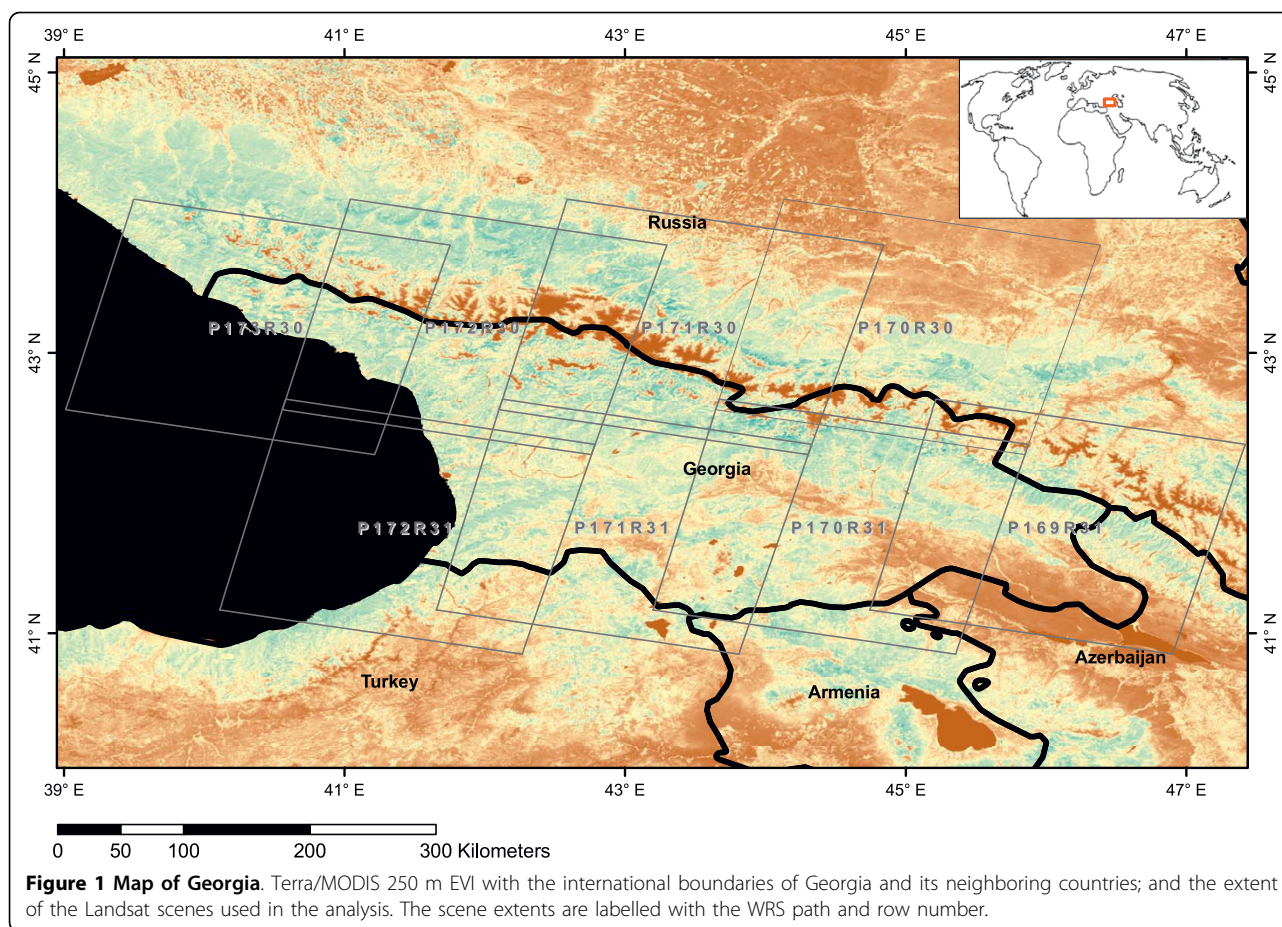 39° E 41° E 43° E 45° E 47° E
45° N 45° N
Russia
P173R30 P172R30 P171R30 P170R30
43° N 43° N
Georgia
P172R31 P171R31 P170R31 P169R31
41° N 41° N
Azerbaijan
Turkey Armenia
39° E 41° E 43° E 45° E 47° E
0 50 100 200 300 Kilometers
Figure 1 Map of Georgia. Terra/MODIS 250 m EVI with the international boundaries of Georgia and its neighboring countries; and the extent
of the Landsat scenes used in the analysis. The scene extents are labelled with the WRS path and row number.